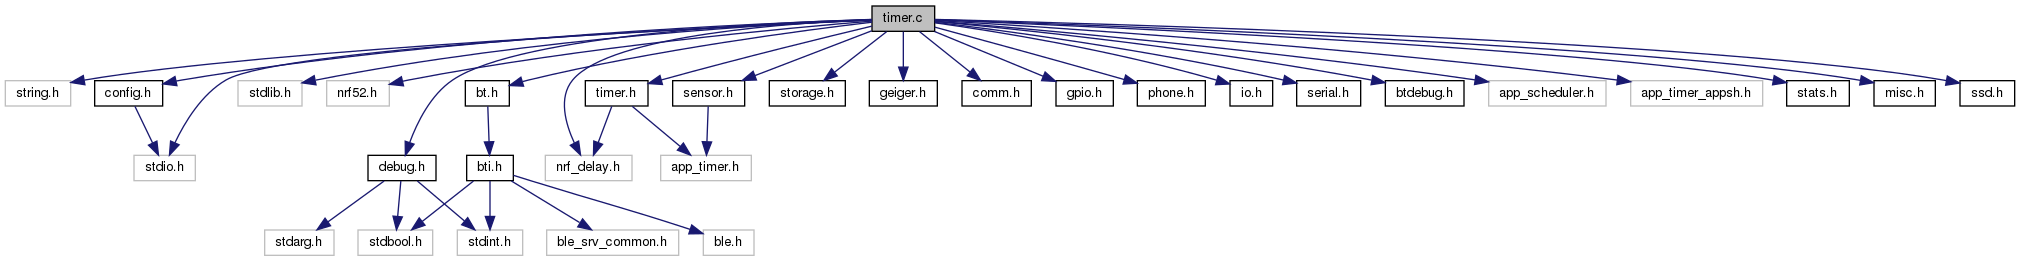 timer.c
string.h
config.h
stdlib.h
nrf52.h
bt.h
timer.h
sensor.h
storage.h
geiger.h
comm.h
gpio.h
phone.h
io.h
serial.h
btdebug.h
app_scheduler.h
app_timer_appsh.h
stats.h
misc.h
ssd.h
stdio.h
debug.h
bti.h
nrf_delay.h
app_timer.h
stdarg.h
stdbool.h
stdint.h
ble_srv_common.h
ble.h